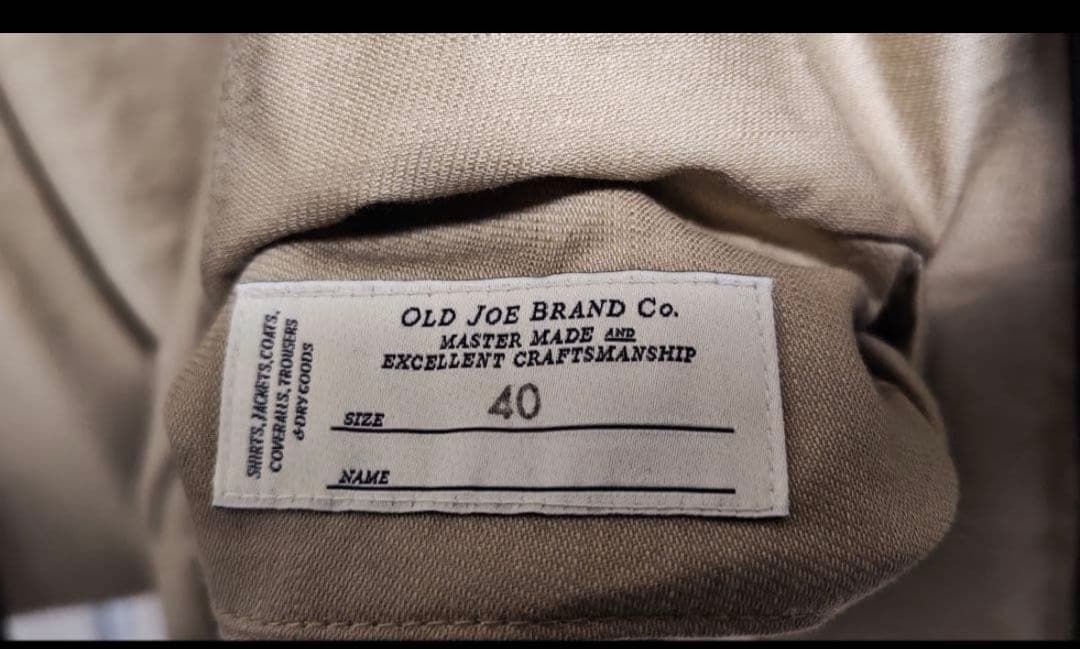 OLD JOE BRAND Co.
MASTER MADE AND
EXCELLENT CRAFTSMANSHIP
SIZE 40
NAME
SHIRTS, JACKETS, COATS,
COVERALLS, TROUSERS
& DRY GOODS